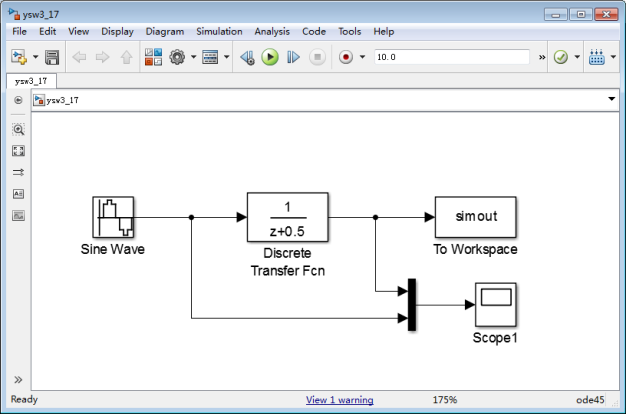 ysw3_17
File Edit View Display Diagram Simulation Analysis Code Tools Help
10.0 »
ysw3_17
ysw3_17
1
z+0.5
simout
Sine Wave
Discrete
Transfer Fcn
To Workspace
Scope1
»
Ready View 1 warning 175% ode45